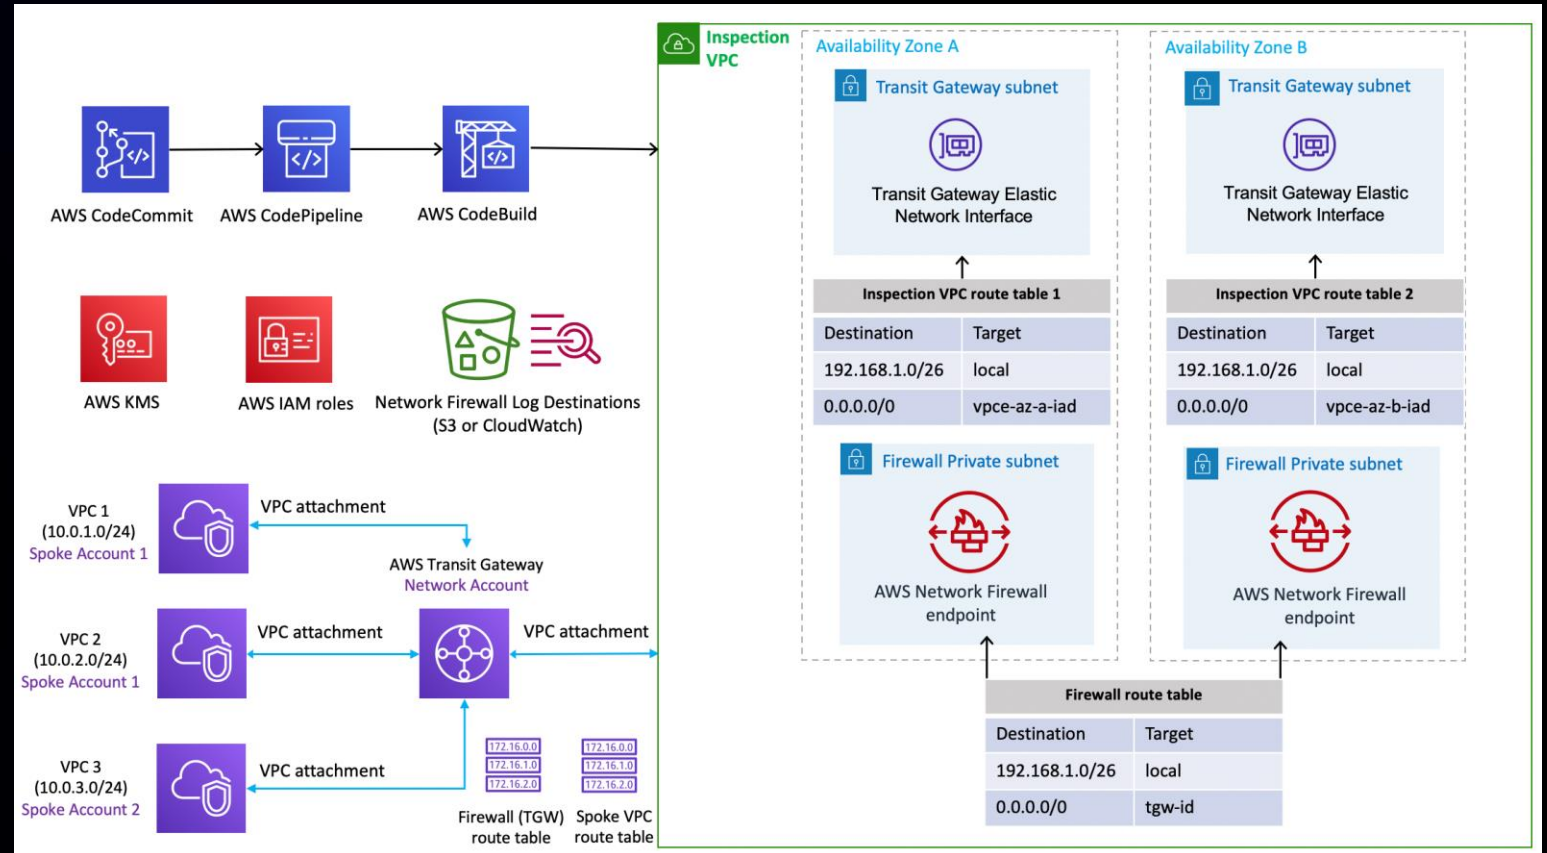 Inspection
VPC
Availability Zone A
Availability Zone B
Transit Gateway subnet
Transit Gateway subnet
Transit Gateway Elastic
Network Interface
Transit Gateway Elastic
Network Interface
AWS CodeCommit
AWS CodePipeline
AWS CodeBuild
Inspection VPC route table 1
Destination Target
192.168.1.0/26 local
0.0.0.0/0 vpce-az-a-iad
Inspection VPC route table 2
Destination Target
192.168.1.0/26 local
0.0.0.0/0 vpce-az-b-iad
AWS KMS
AWS IAM roles
Network Firewall Log Destinations
(S3 or CloudWatch)
Firewall Private subnet
AWS Network Firewall
endpoint
Firewall Private subnet
AWS Network Firewall
endpoint
VPC 1
(10.0.1.0/24)
Spoke Account 1
VPC attachment
AWS Transit Gateway
Network Account
VPC 2
(10.0.2.0/24)
Spoke Account 1
VPC attachment
VPC attachment
VPC 3
(10.0.3.0/24)
Spoke Account 2
VPC attachment
172.16.0.0
172.16.1.0
172.16.2.0
Firewall (TGW)
route table
172.16.0.0
172.16.1.0
172.16.2.0
Spoke VPC
route table
Firewall route table
Destination Target
192.168.1.0/26 local
0.0.0.0/0 tgw-id